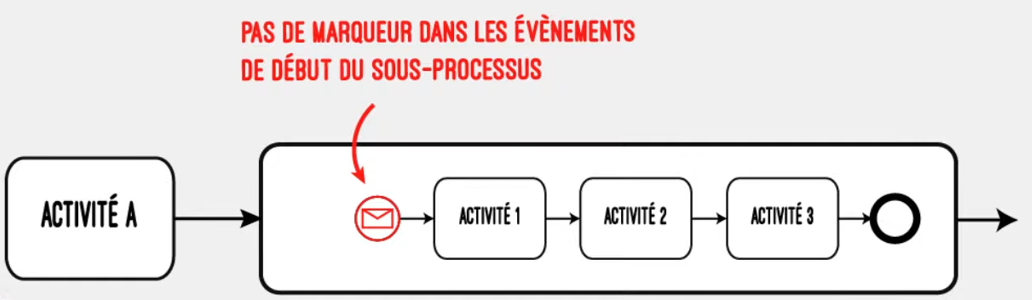 PAS DE MARQUEUR DANS LES ÉVÈNEMENTS
DE DÉBUT DU SOUS-PROCESSUS
ACTIVITÉ A
ACTIVITÉ 1
ACTIVITÉ 2
ACTIVITÉ 3